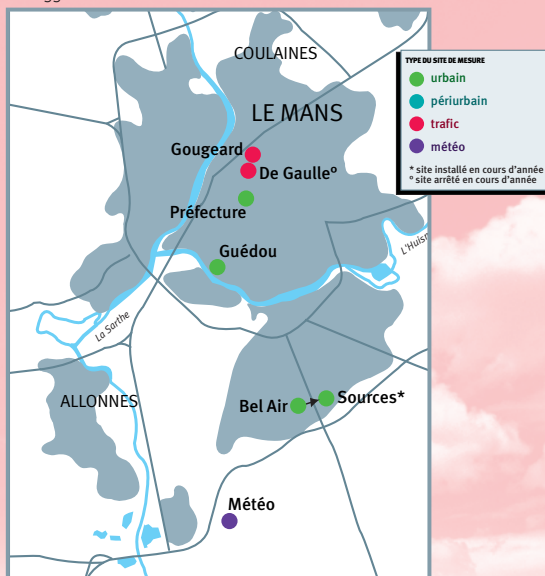 COULAINES
LE MANS
Gougeard
De Gaulle°
Préfecture
Guédou
L'Huisn
La Sarthe
ALLONNES
Bel Air
Sources*
Météo
TYPE DU SITE DE MESURE
urbain
périurbain
trafic
météo
* site installé en cours d'année
° site arrêté en cours d'année